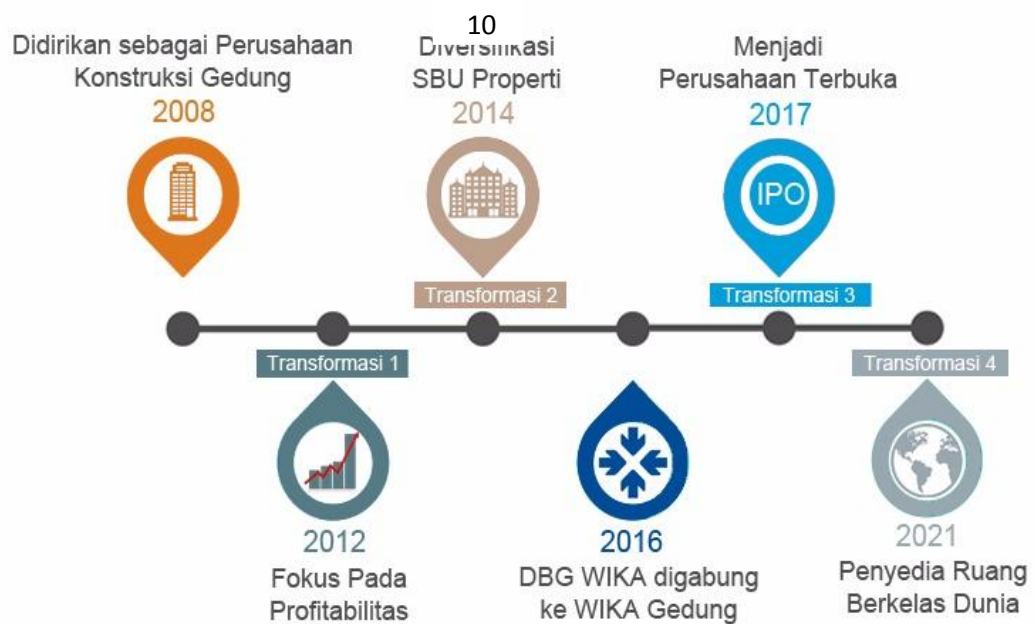 10
Didirikan sebagai Perusahaan
Konstruksi Gedung
2008
Diversifikasi
SBU Properti
2014
Menjadi
Perusahaan Terbuka
2017
IPO
Transformasi 2
Transformasi 3
Transformasi 1
Transformasi 4
2012
Fokus Pada
Profitabilitas
2016
DBG WIKA digabung
ke WIKA Gedung
2021
Penyedia Ruang
Berkelas Dunia